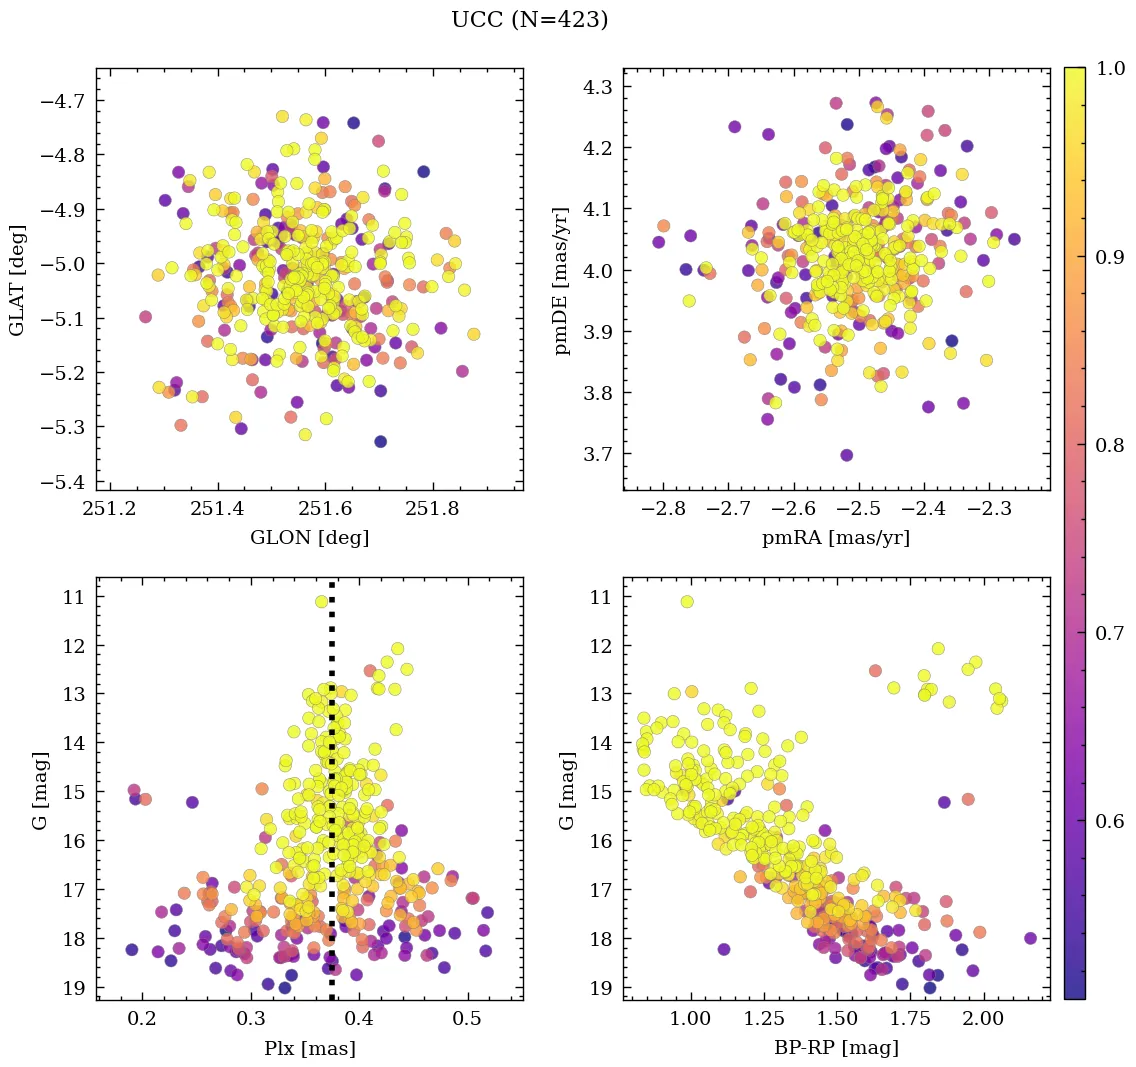 UCC (N=423)
−4.7
−4.8
−4.9
−5.0
−5.1
−5.2
−5.3
−5.4
GLAT [deg]
251.2 251.4 251.6 251.8
GLON [deg]
4.3
4.2
4.1
4.0
3.9
3.8
3.7
pmDE [mas/yr]
−2.8 −2.7 −2.6 −2.5 −2.4 −2.3
pmRA [mas/yr]
1.0
0.9
0.8
0.7
0.6
11
12
13
14
15
16
17
18
19
G [mag]
0.2 0.3 0.4 0.5
Plx [mas]
11
12
13
14
15
16
17
18
19
G [mag]
1.00 1.25 1.50 1.75 2.00
BP-RP [mag]